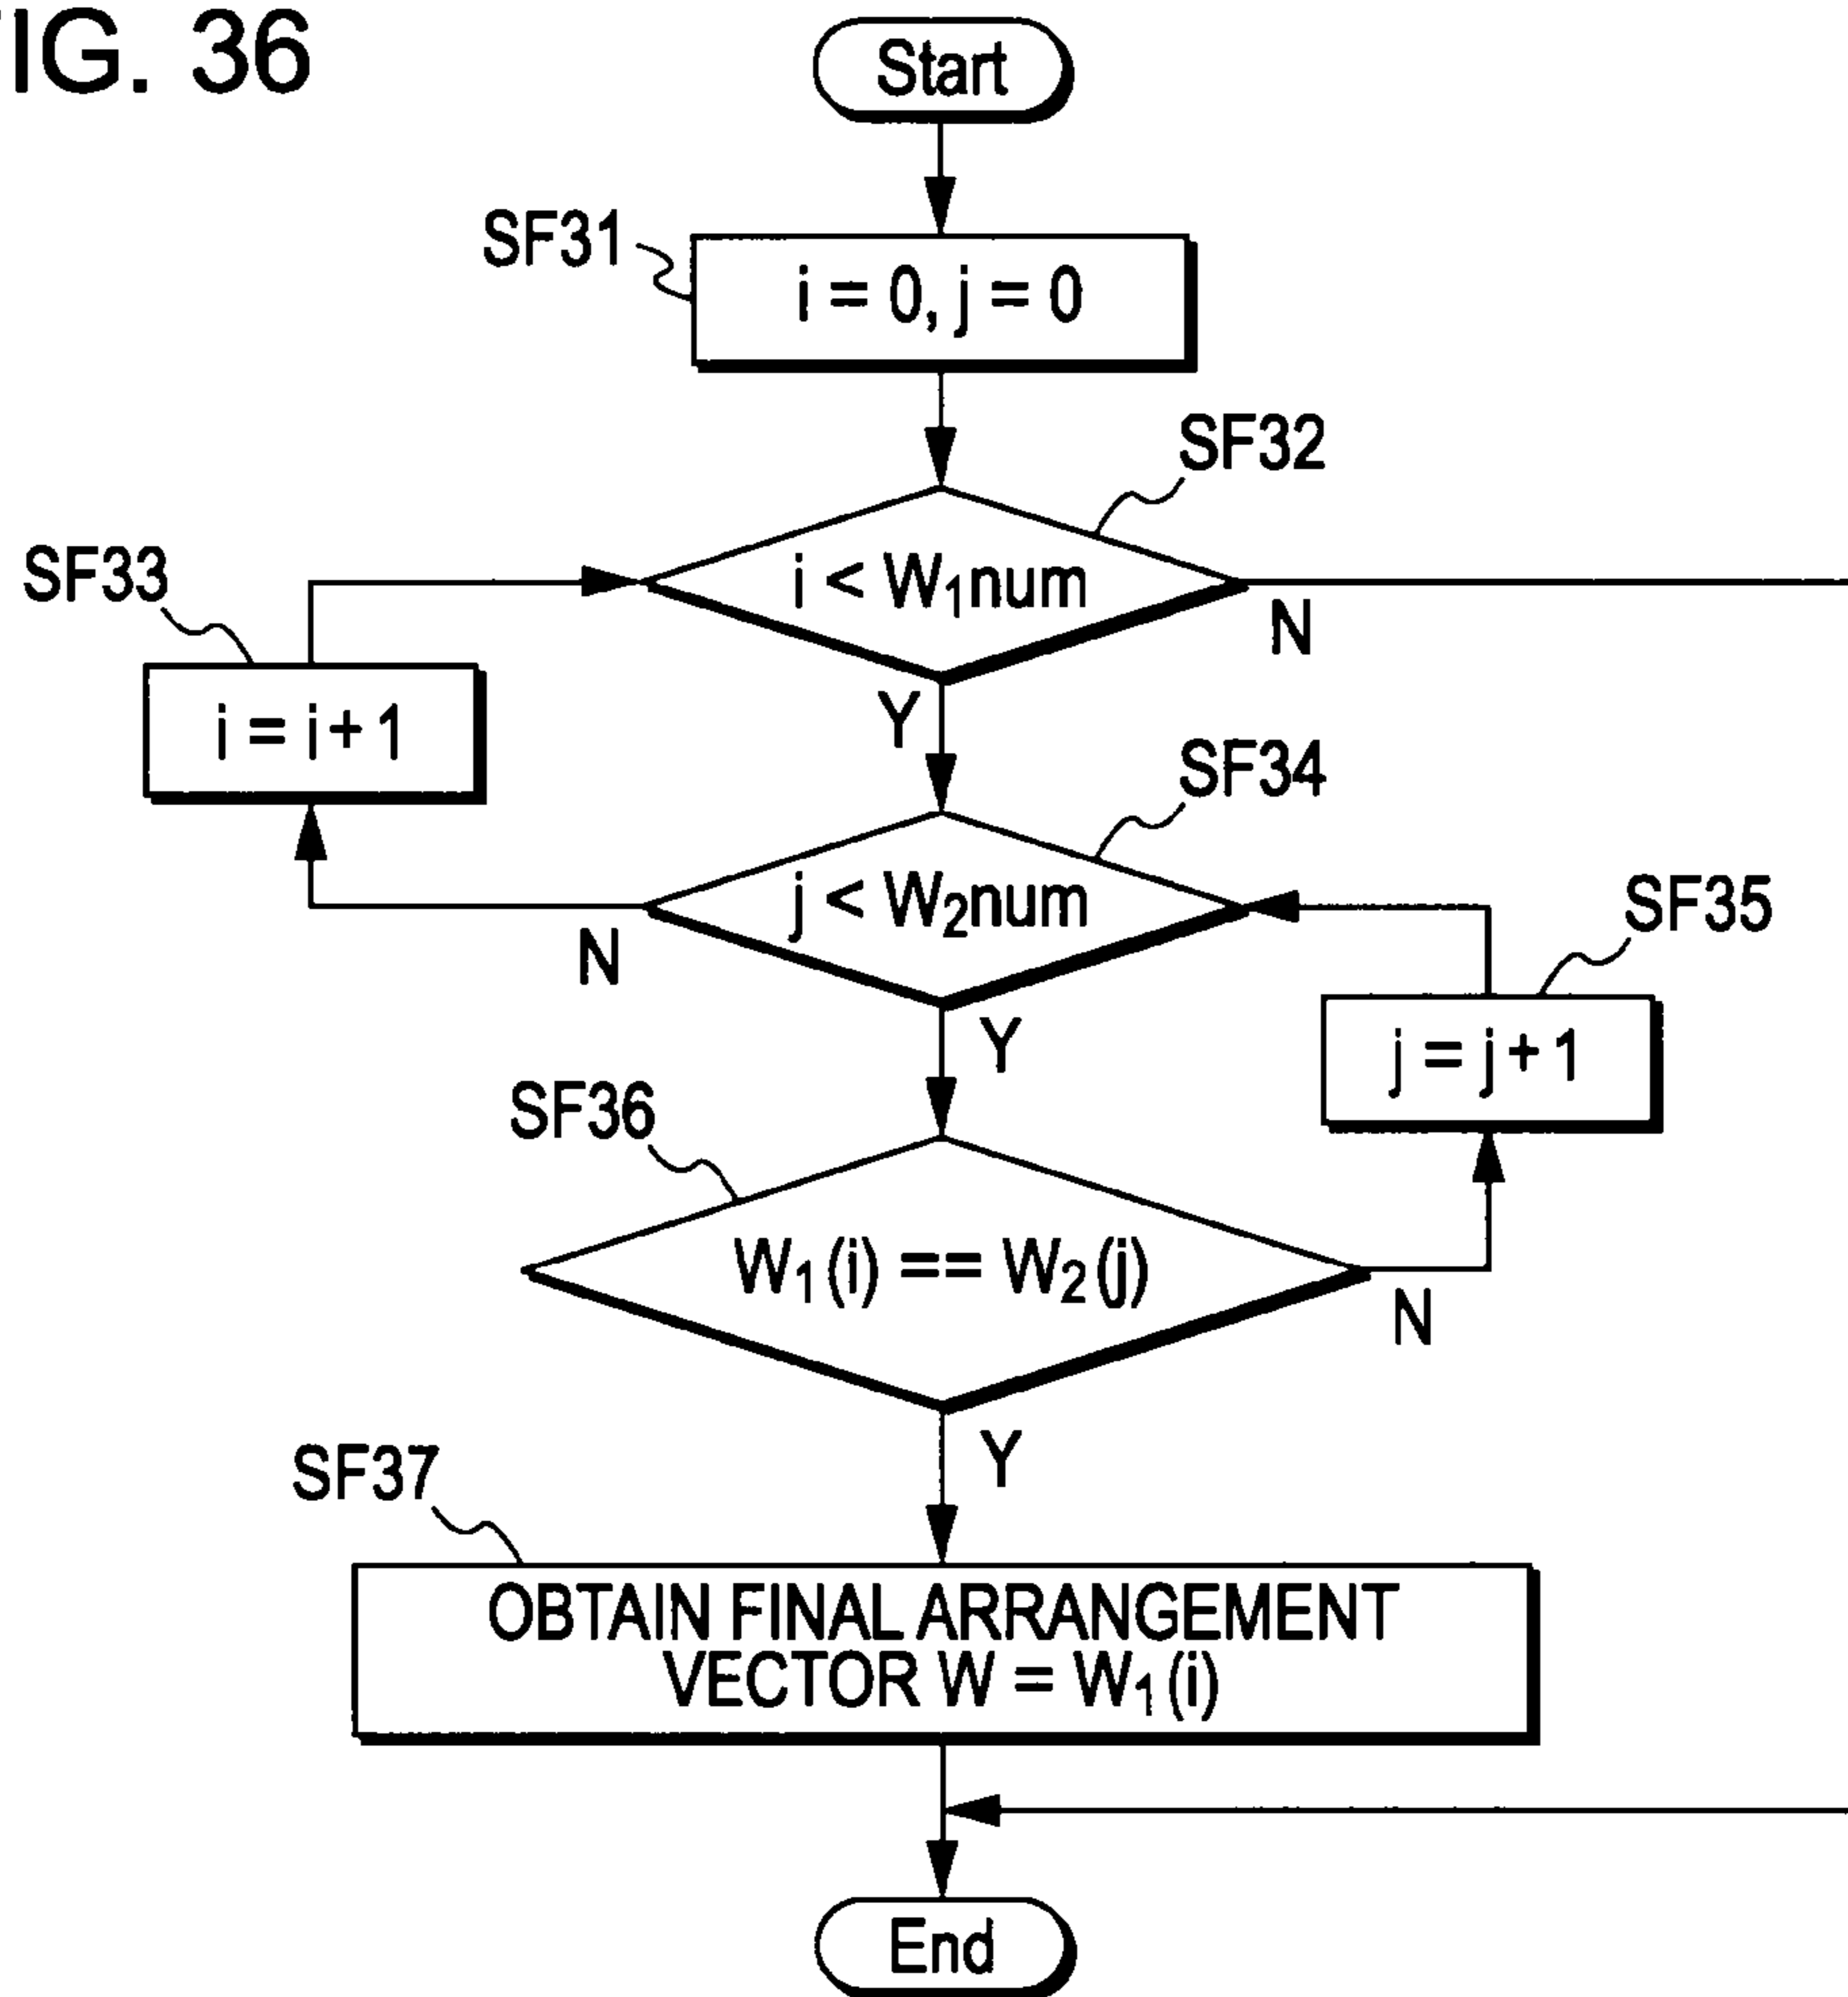 FIG. 36
Start
SF31
i = 0, j = 0
SF32
i < W₁num
N
SF33
i = i + 1
Y
SF34
j < W₂num
N
SF35
j = j + 1
Y
SF36
W₁(i) == W₂(j)
N
Y
SF37
OBTAIN FINAL ARRANGEMENT
VECTOR W = W₁(i)
End